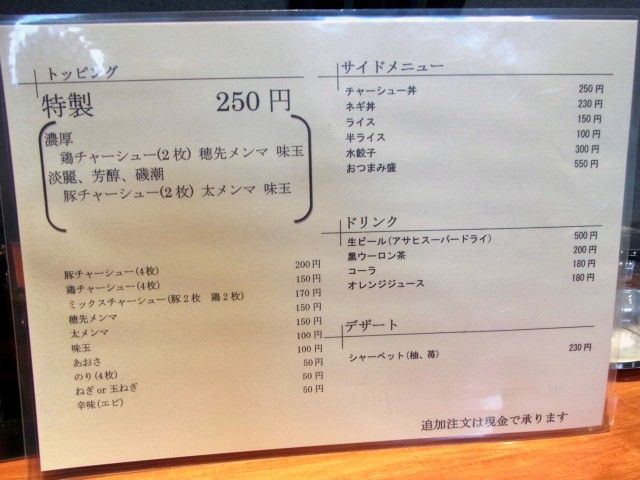 トッピング
特製 250円
濃厚
鶏チャーシュー(2枚) 穂先メンマ 味玉
淡麗、芳醇、磯潮
豚チャーシュー(2枚) 太メンマ 味玉
豚チャーシュー(4枚) 200円
鶏チャーシュー(4枚) 150円
ミックスチャーシュー(豚2枚 鶏2枚) 170円
穂先メンマ 150円
太メンマ 150円
味玉 100円
あおさ 100円
のり(4枚) 50円
ねぎor玉ねぎ 50円
辛味(エビ) 50円
サイドメニュー
チャーシュー丼 250円
ネギ丼 230円
ライス 150円
半ライス 100円
水餃子 300円
おつまみ盛 550円
ドリンク
生ビール(アサヒスーパードライ) 500円
黒ウーロン茶 200円
コーラ 180円
オレンジジュース 180円
デザート
シャーベット(柚、苺) 230円
追加注文は現金で承ります